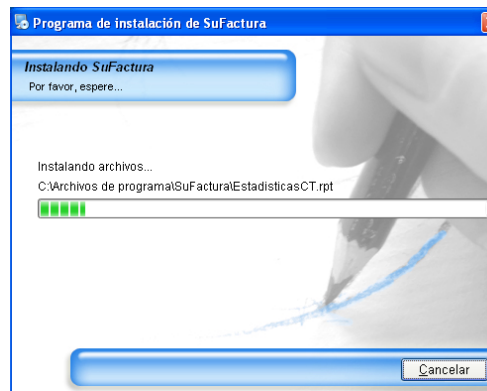 Programa de instalación de SuFactura
Instalando SuFactura
Por favor, espere...
Instalando archivos...
C:\Archivos de programa\SuFactura\EstadisticasCT.rpt
Cancelar